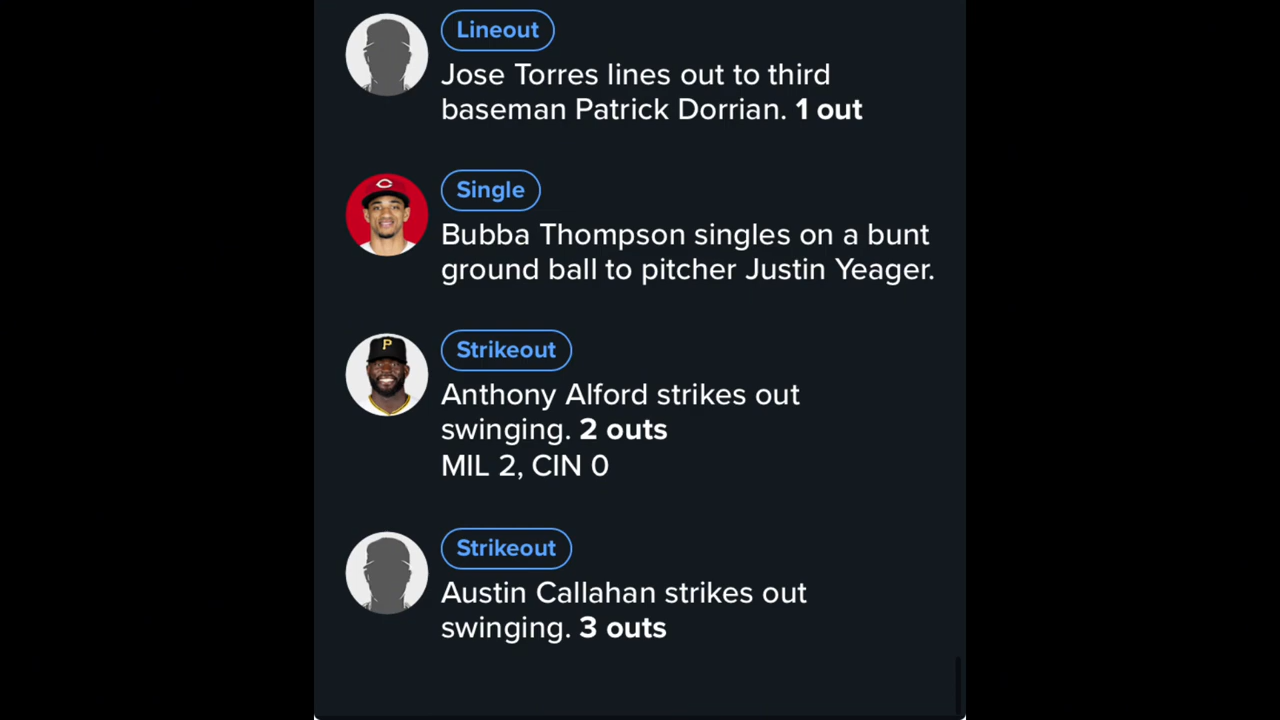 Lineout
Jose Torres lines out to third
baseman Patrick Dorrian. 1 out
Single
Bubba Thompson singles on a bunt
ground ball to pitcher Justin Yeager.
P
Strikeout
Anthony Alford strikes out
swinging. 2 outs
MIL 2, CIN 0
Strikeout
Austin Callahan strikes out
swinging. 3 outs